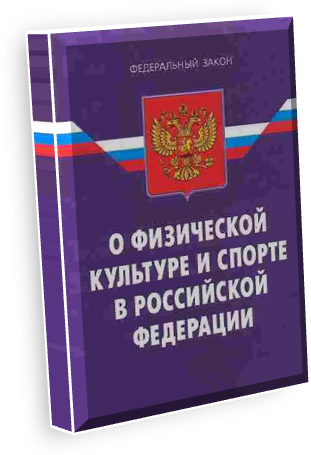 ФЕДЕРАЛЬНЫЙ ЗАКОН
О ФИЗИЧЕСКОЙ
КУЛЬТУРЕ И СПОРТЕ
В РОССИЙСКОЙ
ФЕДЕРАЦИИ